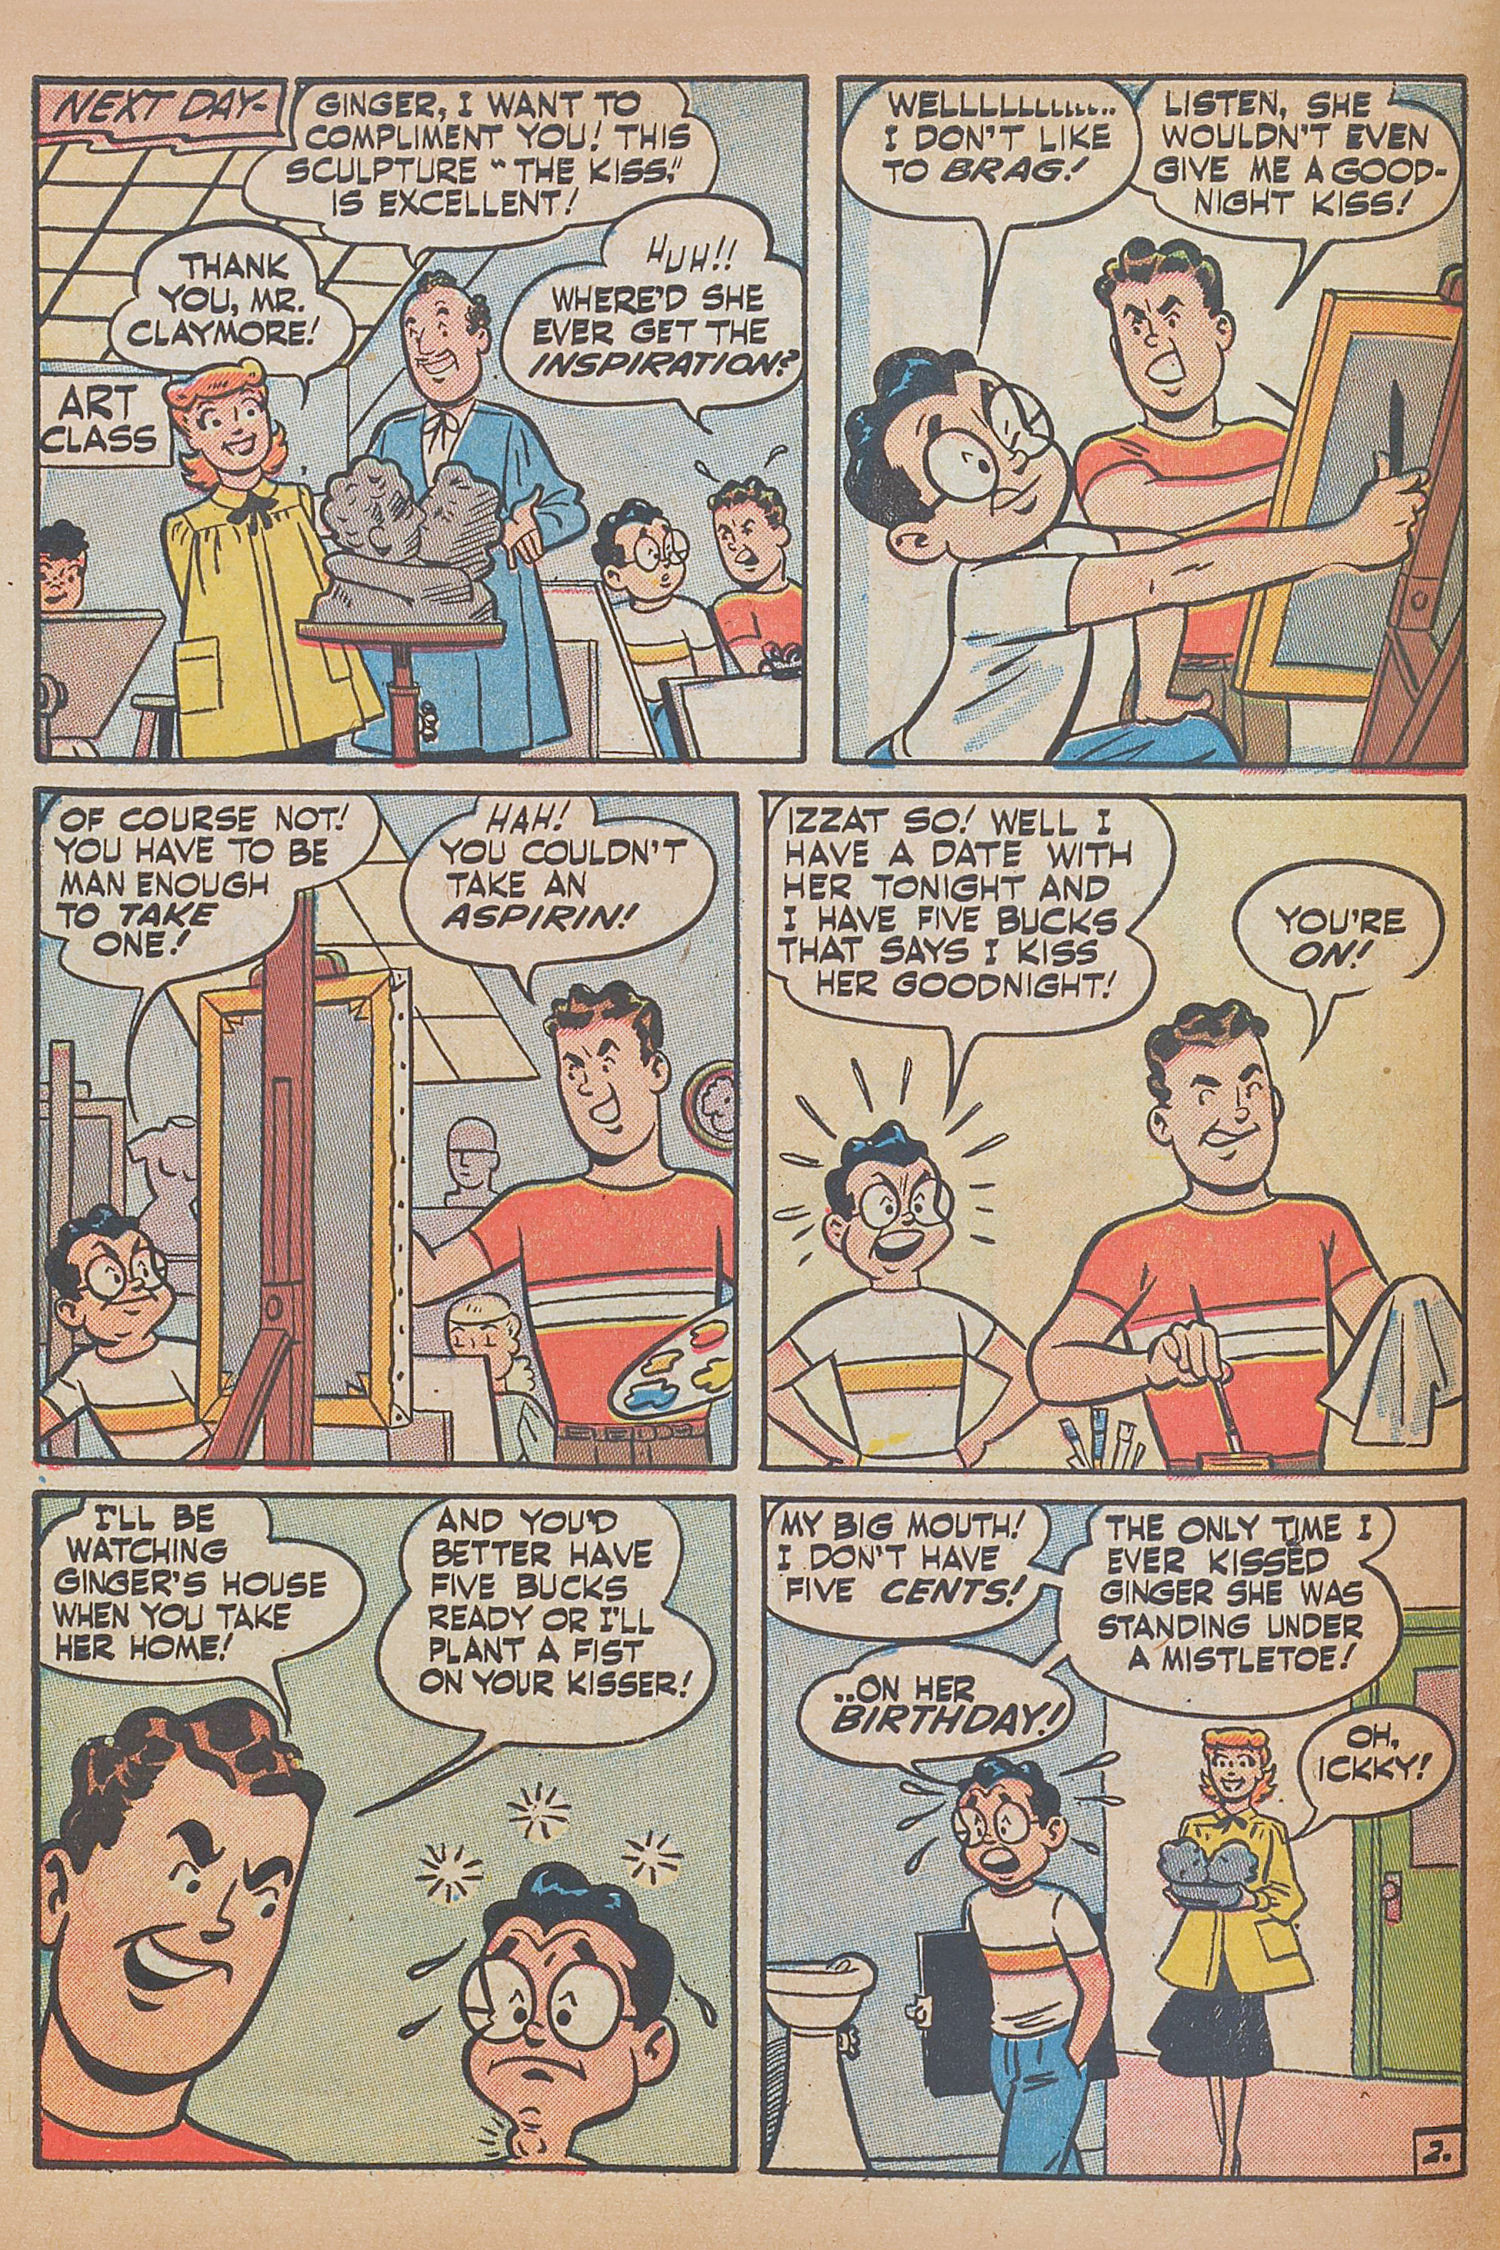 NEXT DAY-
GINGER, I WANT TO
COMPLIMENT YOU! THIS
SCULPTURE "THE KISS,"
IS EXCELLENT!
THANK
YOU, MR.
CLAYMORE!
HUH!!
WHERE'D SHE
EVER GET THE
INSPIRATION?
ART
CLASS
WELLLLLLLLLL...
I DON'T LIKE
TO BRAG!
LISTEN, SHE
WOULDN'T EVEN
GIVE ME A GOOD-
NIGHT KISS!
OF COURSE NOT!
YOU HAVE TO BE
MAN ENOUGH
TO TAKE
ONE!
HAH!
YOU COULDN'T
TAKE AN
ASPIRIN!
IZZAT SO! WELL I
HAVE A DATE WITH
HER TONIGHT AND
I HAVE FIVE BUCKS
THAT SAYS I KISS
HER GOODNIGHT!
YOU'RE
ON!
I'LL BE
WATCHING
GINGER'S HOUSE
WHEN YOU TAKE
HER HOME!
AND YOU'D
BETTER HAVE
FIVE BUCKS
READY OR I'LL
PLANT A FIST
ON YOUR KISSER!
MY BIG MOUTH!
I DON'T HAVE
FIVE CENTS!
THE ONLY TIME I
EVER KISSED
GINGER SHE WAS
STANDING UNDER
A MISTLETOE!
..ON HER
BIRTHDAY!
OH,
ICKKY!
2.